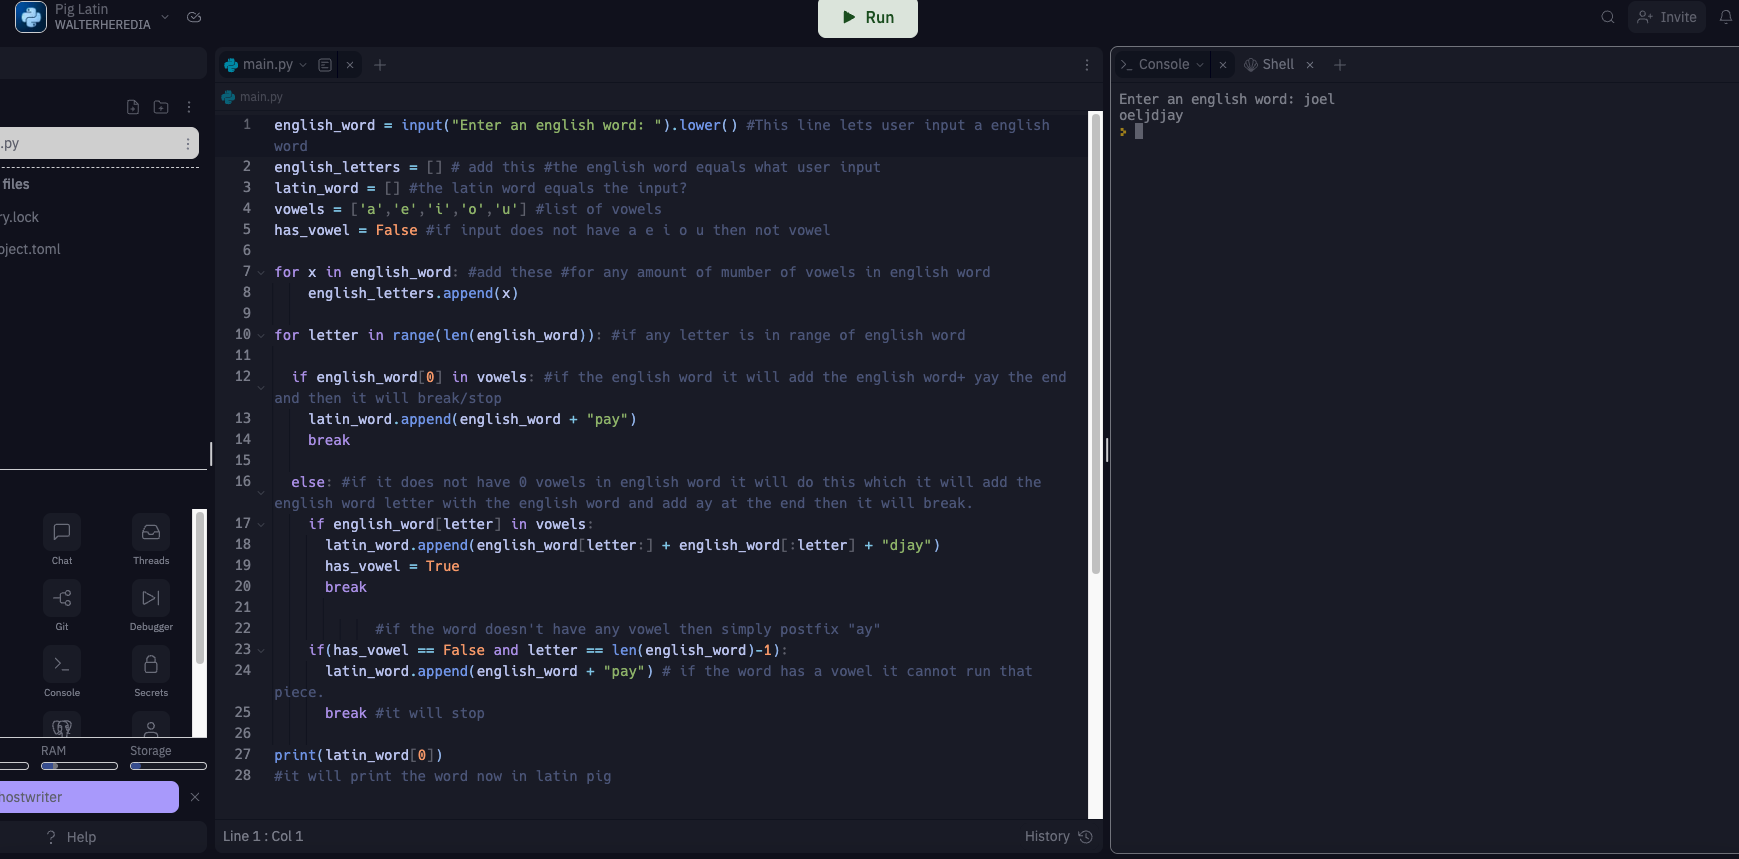 Pig Latin
WALTERHEREDIA
Run
Invite
.py
files
ry.lock
oject.toml
Chat
Threads
Git
Debugger
Console
Secrets
RAM
Storage
hostwriter
? Help
main.py
main.py
1 english_word = input("Enter an english word: ").lower() #This line lets user input a english
word
2 english_letters = [] # add this #the english word equals what user input
3 latin_word = [] #the latin word equals the input?
4 vowels = ['a','e','i','o','u'] #list of vowels
5 has_vowel = False #if input does not have a e i o u then not vowel
6
7 for x in english_word: #add these #for any amount of mumber of vowels in english word
8 english_letters.append(x)
9
10 for letter in range(len(english_word)): #if any letter is in range of english word
11
12 if english_word[0] in vowels: #if the english word it will add the english word+ yay the end
and then it will break/stop
13 latin_word.append(english_word + "pay")
14 break
15
16 else: #if it does not have 0 vowels in english word it will do this which it will add the
english word letter with the english word and add ay at the end then it will break.
17 if english_word[letter] in vowels:
18 latin_word.append(english_word[letter:] + english_word[:letter] + "djay")
19 has_vowel = True
20 break
21
22 #if the word doesn't have any vowel then simply postfix "ay"
23 if(has_vowel == False and letter == len(english_word)-1):
24 latin_word.append(english_word + "pay") # if the word has a vowel it cannot run that
piece.
25 break #it will stop
26
27 print(latin_word[0])
28 #it will print the word now in latin pig
Line 1 : Col 1
History
Console
Shell
Enter an english word: joel
oeljdjay